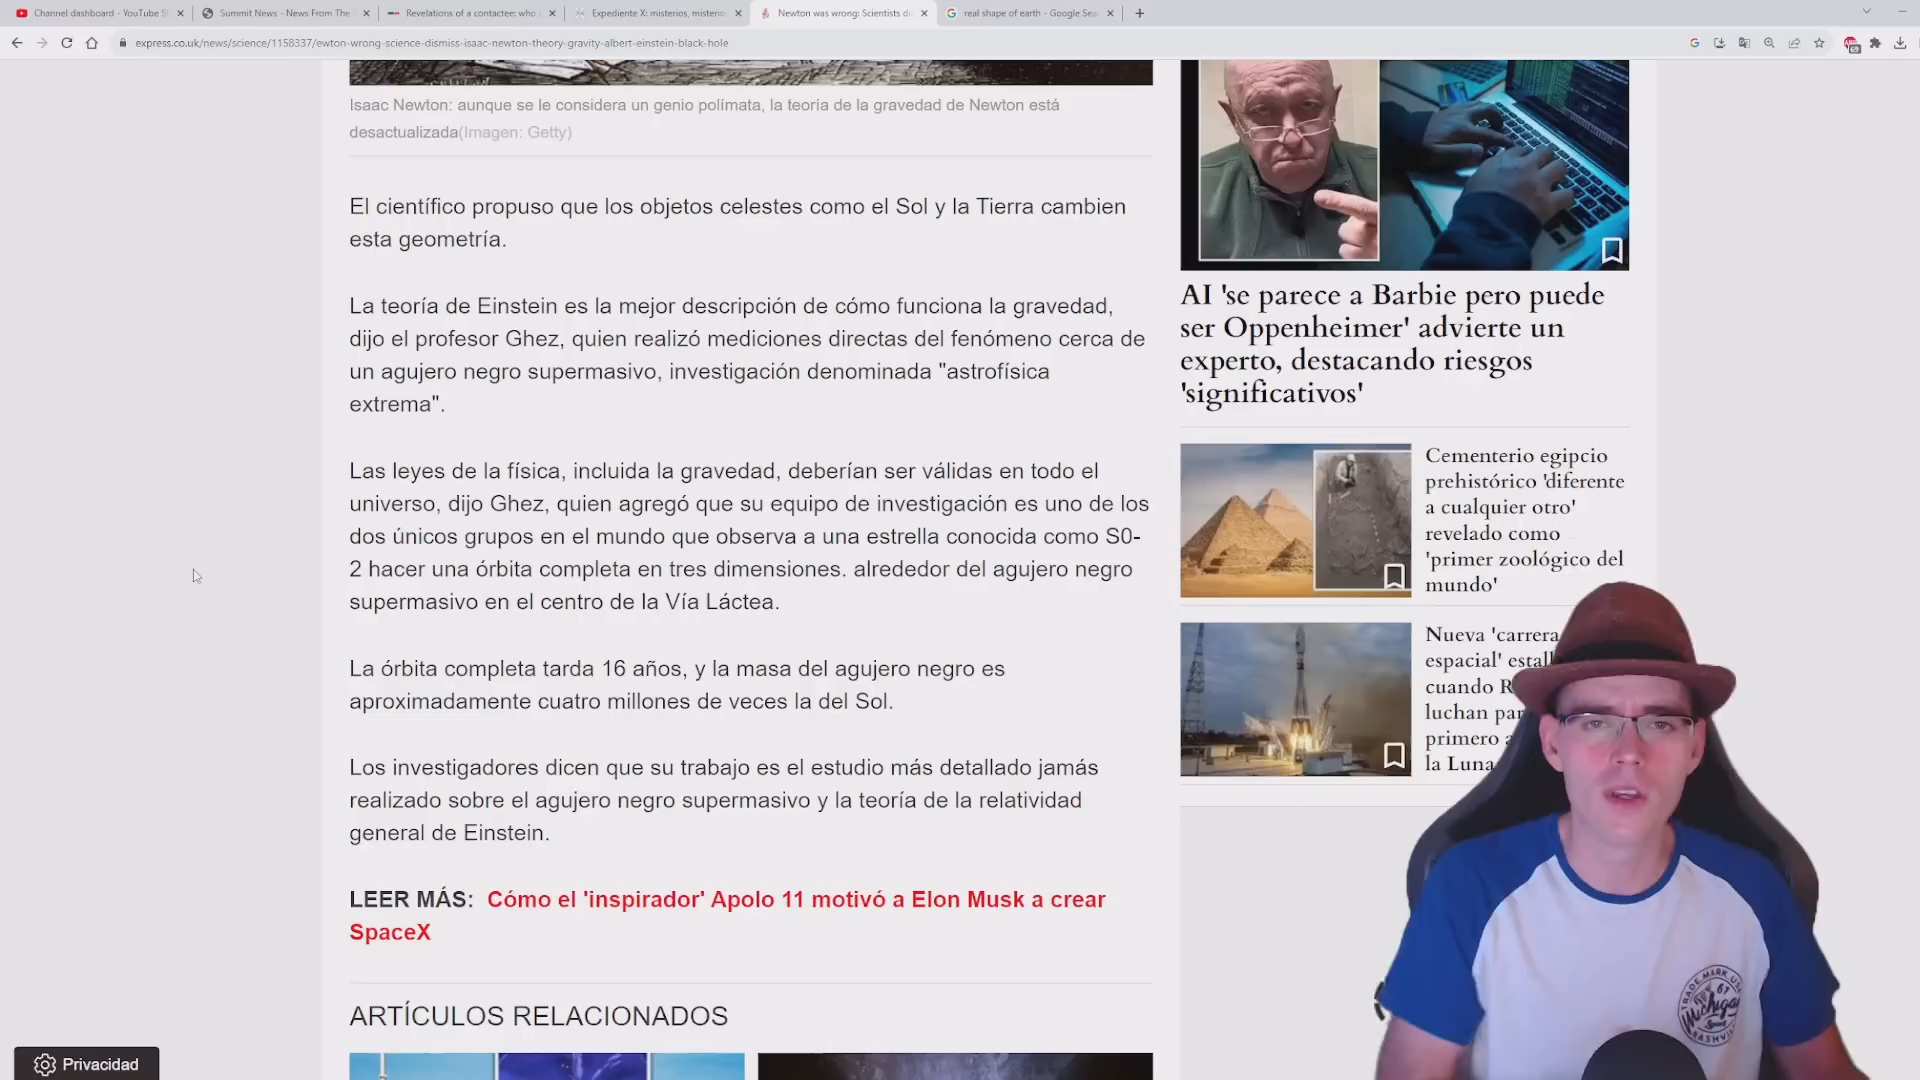 Channel dashboard - YouTube S
Summit News - News From The
Revelations of a contactee: who
Expediente X: misterios, misterio
Newton was wrong: Scientists d
real shape of earth - Google Sea
express.co.uk/news/science/1158337/ewton-wrong-science-dismiss-isaac-newton-theory-gravity-albert-einstein-black-hole
Isaac Newton: aunque se le considera un genio polímata, la teoría de la gravedad de Newton está
desactualizada(Imagen: Getty)
El científico propuso que los objetos celestes como el Sol y la Tierra cambien
esta geometría.
La teoría de Einstein es la mejor descripción de cómo funciona la gravedad,
dijo el profesor Ghez, quien realizó mediciones directas del fenómeno cerca de
un agujero negro supermasivo, investigación denominada "astrofísica
extrema".
Las leyes de la física, incluida la gravedad, deberían ser válidas en todo el
universo, dijo Ghez, quien agregó que su equipo de investigación es uno de los
dos únicos grupos en el mundo que observa a una estrella conocida como S0-
2 hacer una órbita completa en tres dimensiones. alrededor del agujero negro
supermasivo en el centro de la Vía Láctea.
La órbita completa tarda 16 años, y la masa del agujero negro es
aproximadamente cuatro millones de veces la del Sol.
Los investigadores dicen que su trabajo es el estudio más detallado jamás
realizado sobre el agujero negro supermasivo y la teoría de la relatividad
general de Einstein.
LEER MÁS: Cómo el 'inspirador' Apolo 11 motivó a Elon Musk a crear
SpaceX
ARTÍCULOS RELACIONADOS
Privacidad
AI 'se parece a Barbie pero puede
ser Oppenheimer' advierte un
experto, destacando riesgos
'significativos'
Cementerio egipcio
prehistórico 'diferente
a cualquier otro'
revelado como
'primer zoológico del
mundo'
Nueva 'carrera
espacial' estall
cuando R
luchan par
primero a
la Luna
TRADE MARK
67
Michigan